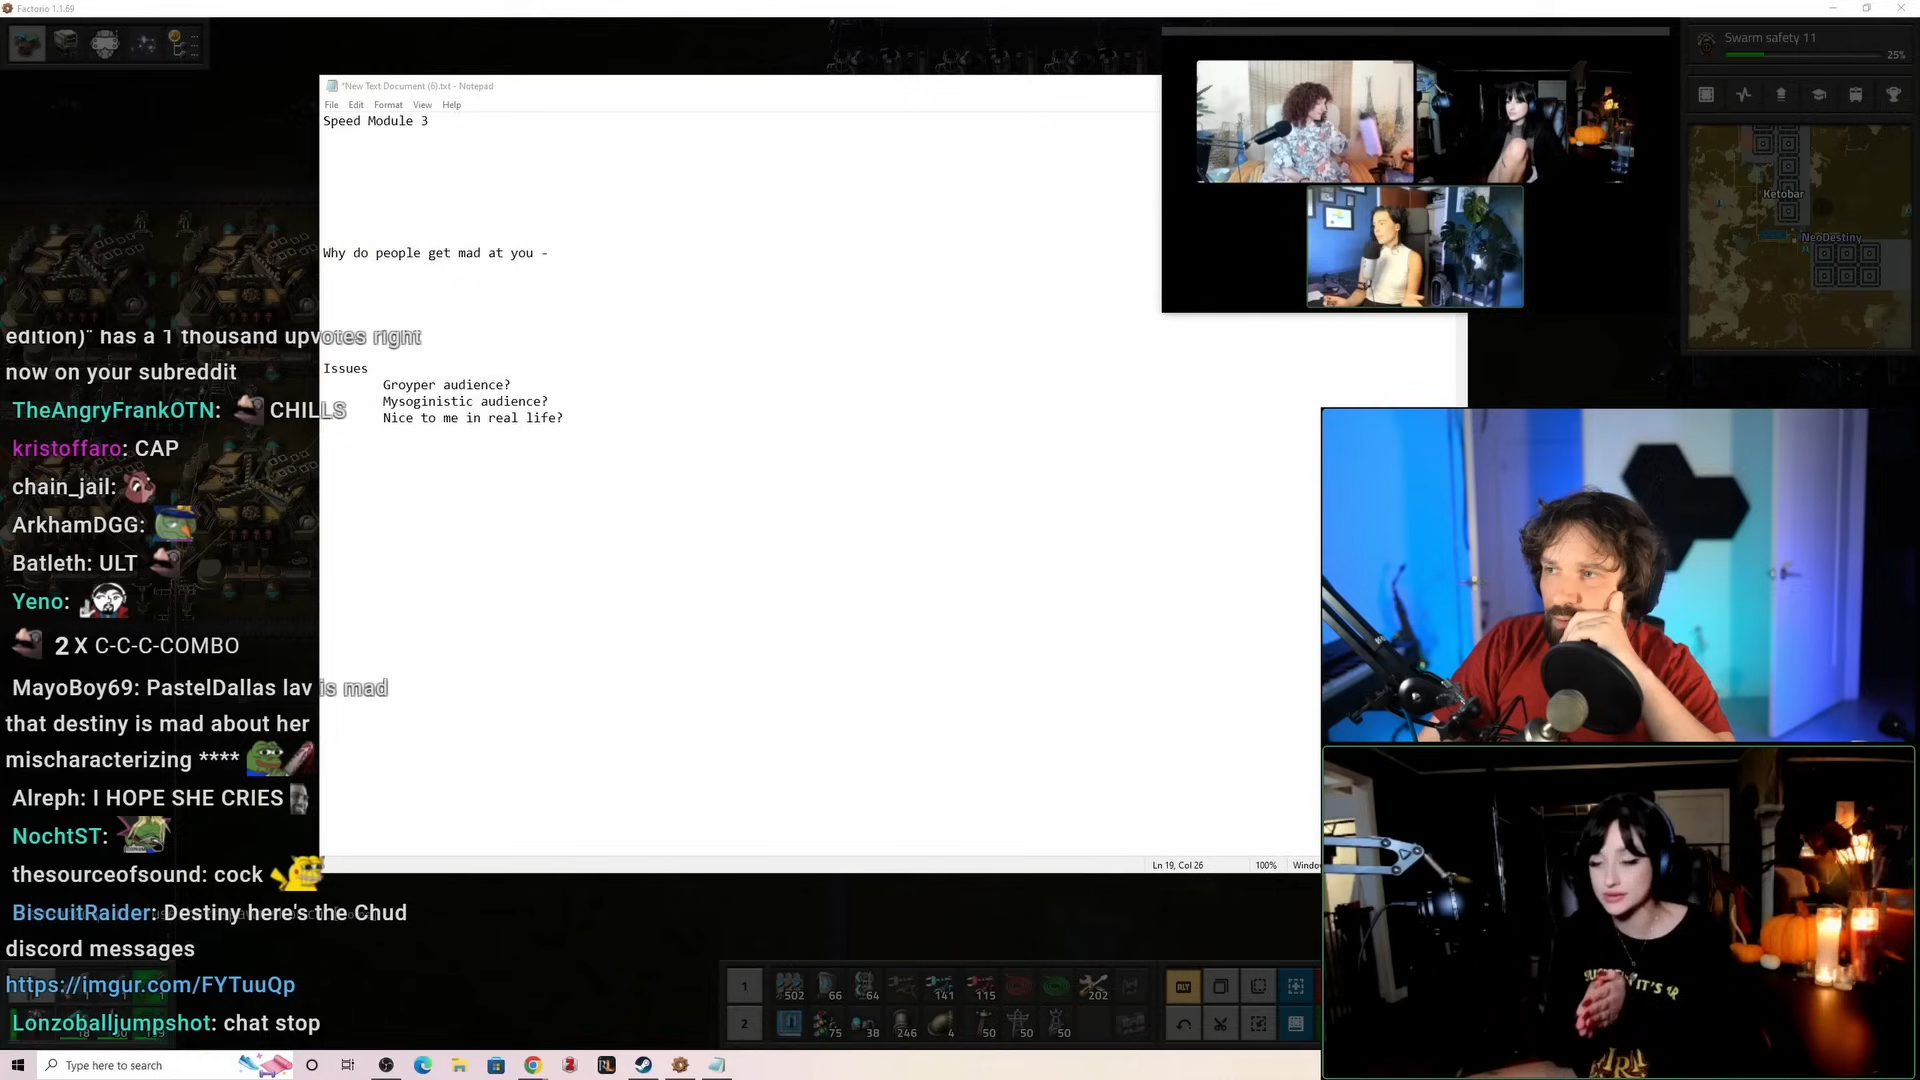 Factorio 1.1.69
Swarm safety 11
25%
*New Text Document (6).txt - Notepad
File Edit Format View Help
Speed Module 3
Ketobar
NeoDestiny
Why do people get mad at you -
edition)" has a 1 thousand upvotes right
now on your subreddit
Issues
Groyper audience?
Mysoginistic audience?
Nice to me in real life?
TheAngryFrankOTN: CHILLS
kristoffaro: CAP
chain_jail:
ArkhamDGG:
Batleth: ULT
Yeno:
2 X C-C-C-COMBO
MayoBoy69: PastelDallas lav is mad
that destiny is mad about her
mischaracterizing ****
Alreph: I HOPE SHE CRIES
NochtST:
thesourceofsound: cock
Ln 19, Col 26 100% Window
BiscuitRaider: Destiny here's the Chud
discord messages
https://imgur.com/FYTuuQp
Lonzoballjumpshot: chat stop
1 502 66 64 141 115 202
ALT
2 75 38 246 4 50 50 50
Type here to search